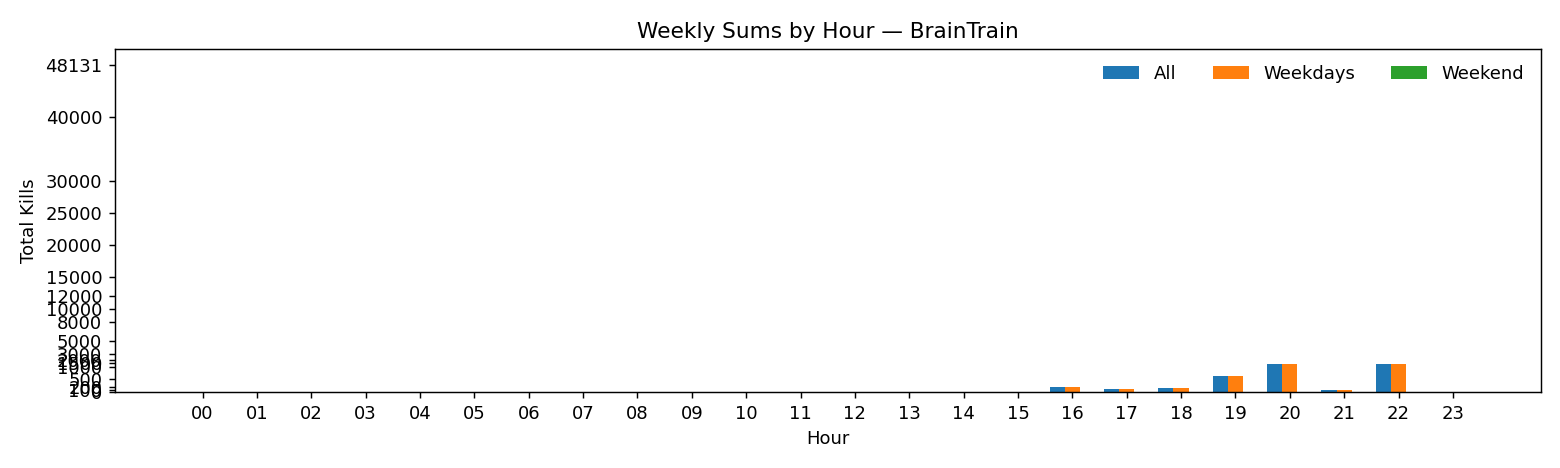 Weekly Sums by Hour — BrainTrain
All Weekdays Weekend
Total Kills
48131
40000
30000
25000
20000
15000
12000
10000
8000
5000
3000
1000
500
00 01 02 03 04 05 06 07 08 09 10 11 12 13 14 15 16 17 18 19 20 21 22 23
Hour